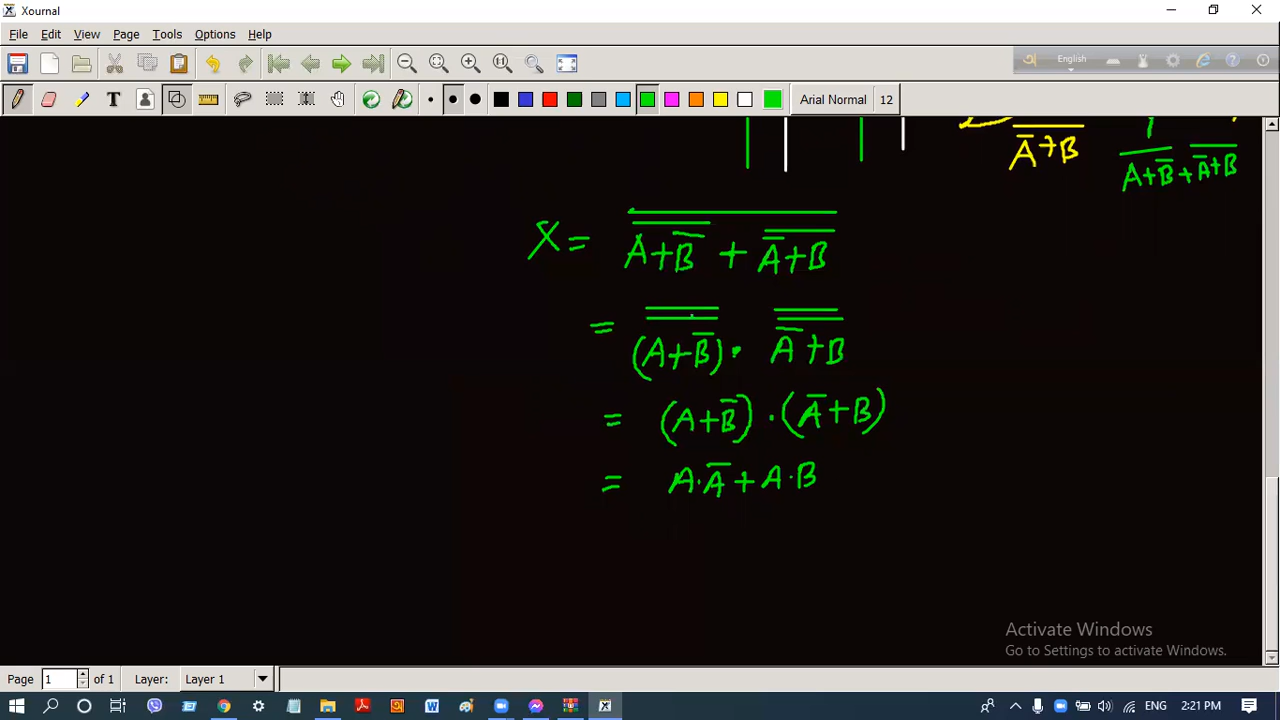 Xournal
File Edit View Page Tools Options Help
English
Arial Normal 12
A̅+B
A+B̅ + A̅+B
X = A+B̅ + A̅+B
= (A+B̅) · A̅+B
= (A+B̅) · (A̅+B)
= A·A̅ + A·B
Activate Windows
Go to Settings to activate Windows.
Page 1 of 1 Layer: Layer 1
ENG 2:21 PM